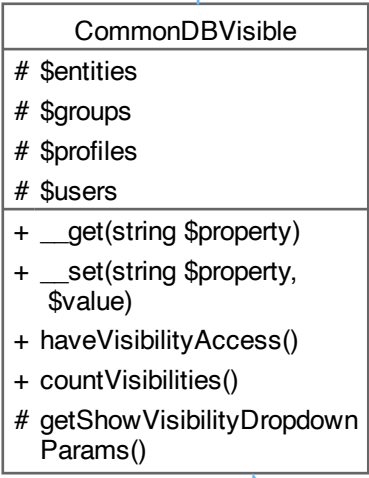 CommonDBVisible
# $entities
# $groups
# $profiles
# $users
+ __get(string $property)
+ __set(string $property,
$value)
+ haveVisibilityAccess()
+ countVisibilities()
# getShowVisibilityDropdown
Params()